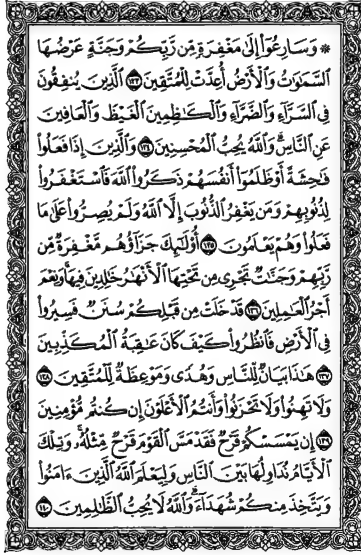 ۞ وَسَارِعُوٓا۟ إِلَىٰ مَغْفِرَةٍ مِّن رَّبِّكُمْ وَجَنَّةٍ عَرْضُهَا
ٱلسَّمَٰوَٰتُ وَٱلْأَرْضُ أُعِدَّتْ لِلْمُتَّقِينَ ١٣٣ ٱلَّذِينَ يُنفِقُونَ
فِى ٱلسَّرَّآءِ وَٱلضَّرَّآءِ وَٱلْكَٰظِمِينَ ٱلْغَيْظَ وَٱلْعَافِينَ
عَنِ ٱلنَّاسِ ۗ وَٱللَّهُ يُحِبُّ ٱلْمُحْسِنِينَ ١٣٤ وَٱلَّذِينَ إِذَا فَعَلُوا۟
فَٰحِشَةً أَوْ ظَلَمُوٓا۟ أَنفُسَهُمْ ذَكَرُوا۟ ٱللَّهَ فَٱسْتَغْفَرُوا۟
لِذُنُوبِهِمْ وَمَن يَغْفِرُ ٱلذُّنُوبَ إِلَّا ٱللَّهُ وَلَمْ يُصِرُّوا۟ عَلَىٰ مَا
فَعَلُوا۟ وَهُمْ يَعْلَمُونَ ١٣٥ أُو۟لَٰٓئِكَ جَزَآؤُهُم مَّغْفِرَةٌ مِّن
رَّبِّهِمْ وَجَنَّٰتٌ تَجْرِى مِن تَحْتِهَا ٱلْأَنْهَٰرُ خَٰلِدِينَ فِيهَا ۚ وَنِعْمَ
أَجْرُ ٱلْعَٰمِلِينَ ١٣٦ قَدْ خَلَتْ مِن قَبْلِكُمْ سُنَنٌ فَسِيرُوا۟
فِى ٱلْأَرْضِ فَٱنظُرُوا۟ كَيْفَ كَانَ عَٰقِبَةُ ٱلْمُكَذِّبِينَ
١٣٧ هَٰذَا بَيَانٌ لِّلنَّاسِ وَهُدًى وَمَوْعِظَةٌ لِّلْمُتَّقِينَ ١٣٨
وَلَا تَهِنُوا۟ وَلَا تَحْزَنُوا۟ وَأَنتُمُ ٱلْأَعْلَوْنَ إِن كُنتُم مُّؤْمِنِينَ
١٣٩ إِن يَمْسَسْكُمْ قَرْحٌ فَقَدْ مَسَّ ٱلْقَوْمَ قَرْحٌ مِّثْلُهُۥ ۚ وَتِلْكَ
ٱلْأَيَّامُ نُدَاوِلُهَا بَيْنَ ٱلنَّاسِ وَلِيَعْلَمَ ٱللَّهُ ٱلَّذِينَ ءَامَنُوا۟
وَيَتَّخِذَ مِنكُمْ شُهَدَآءَ ۗ وَٱللَّهُ لَا يُحِبُّ ٱلظَّٰلِمِينَ ١٤٠